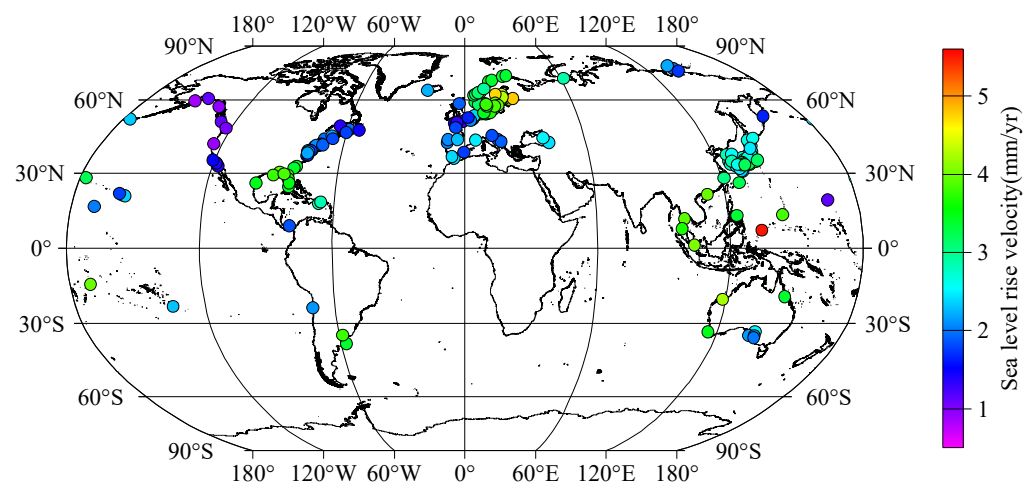 180° 120°W 60°W 0° 60°E 120°E 180°
90°N 90°N
60°N 60°N
30°N 30°N
0° 0°
30°S 30°S
60°S 60°S
90°S 90°S
180° 120°W 60°W 0° 60°E 120°E 180°
5
4
3
2
1
Sea level rise velocity(mm/yr)